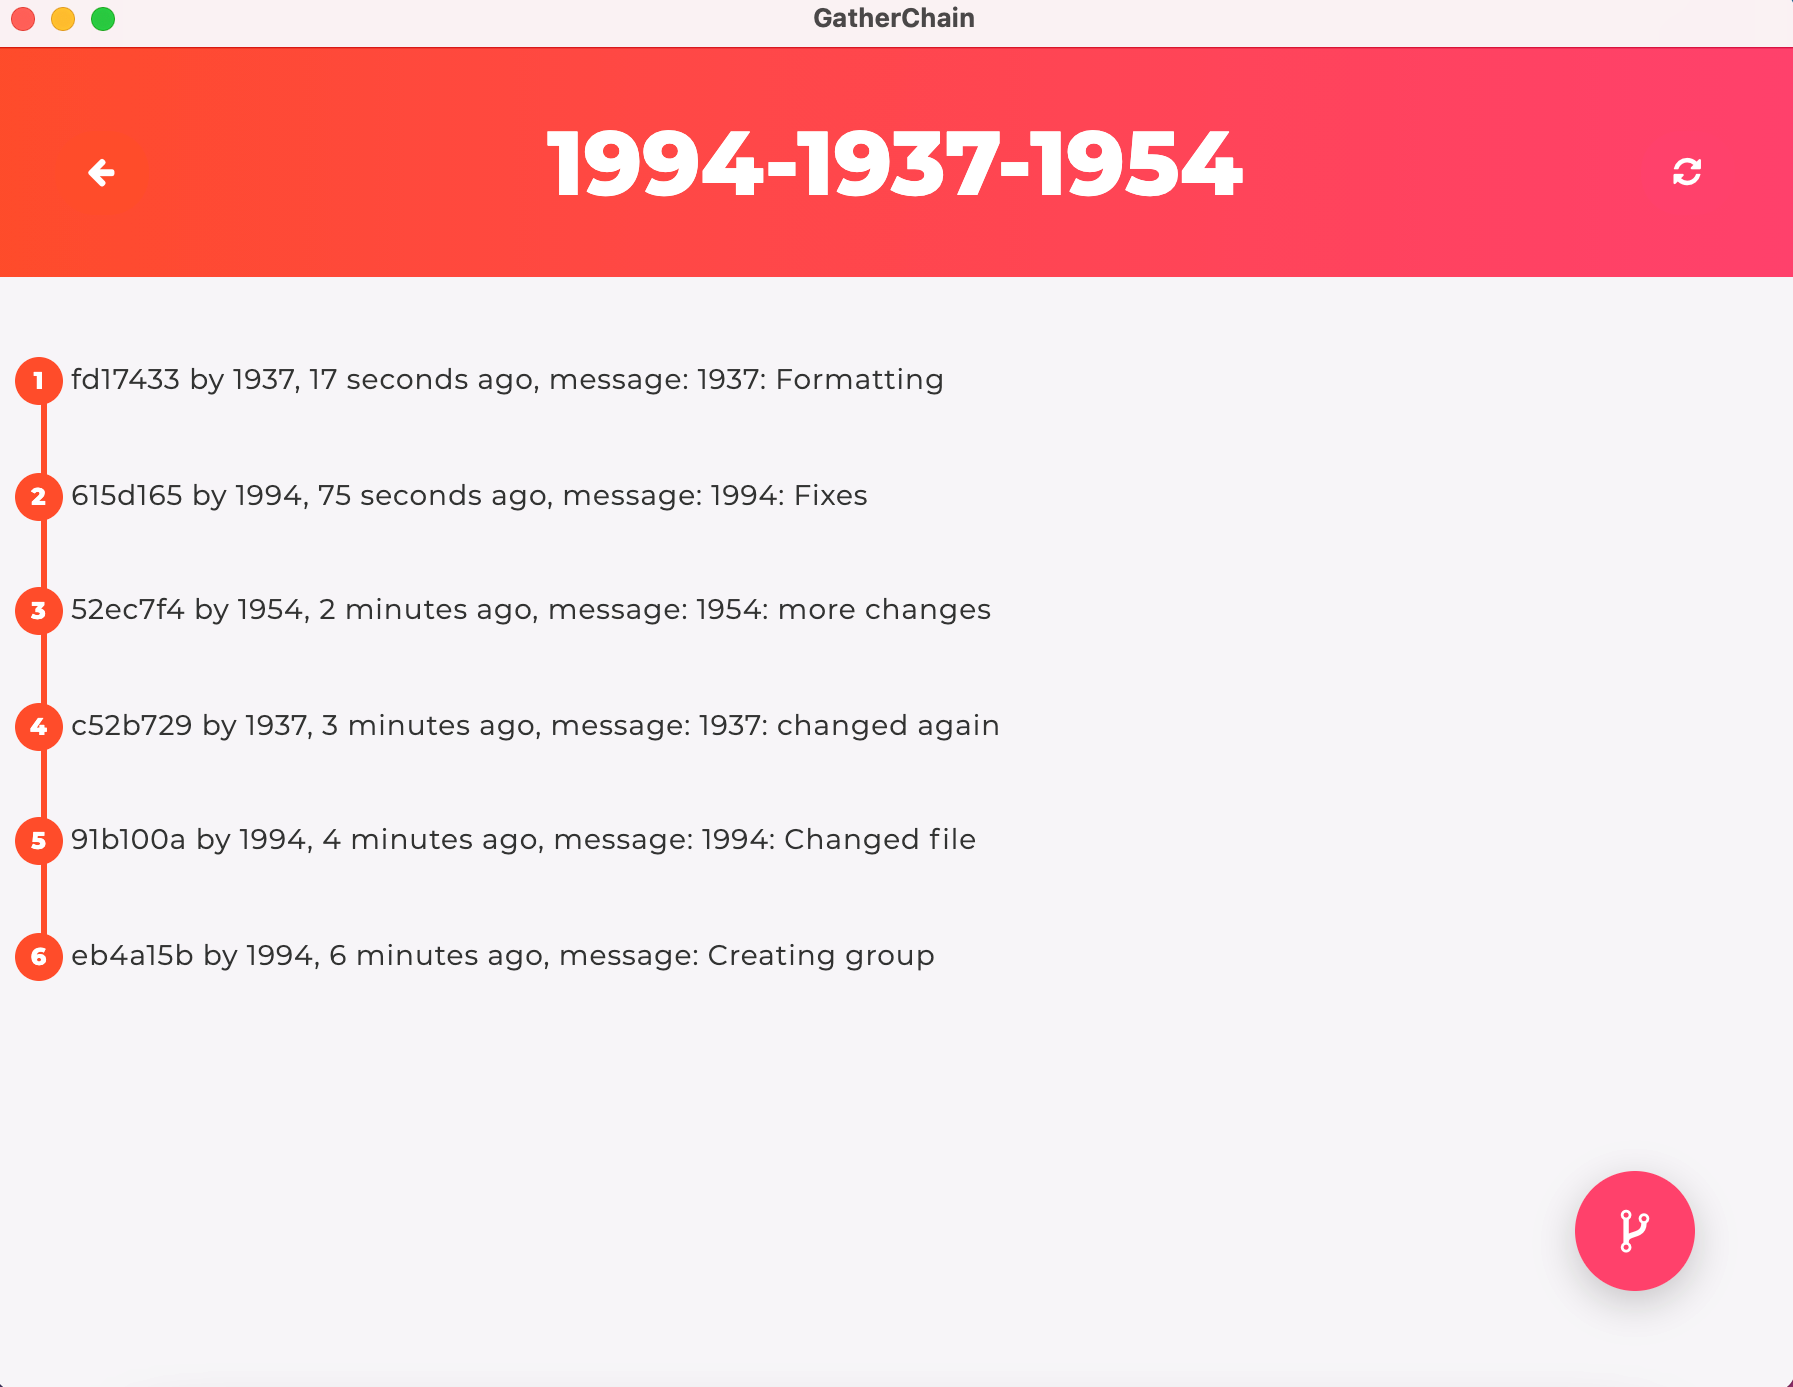 GatherChain
1994-1937-1954
1 fd17433 by 1937, 17 seconds ago, message: 1937: Formatting
2 615d165 by 1994, 75 seconds ago, message: 1994: Fixes
3 52ec7f4 by 1954, 2 minutes ago, message: 1954: more changes
4 c52b729 by 1937, 3 minutes ago, message: 1937: changed again
5 91b100a by 1994, 4 minutes ago, message: 1994: Changed file
6 eb4a15b by 1994, 6 minutes ago, message: Creating group